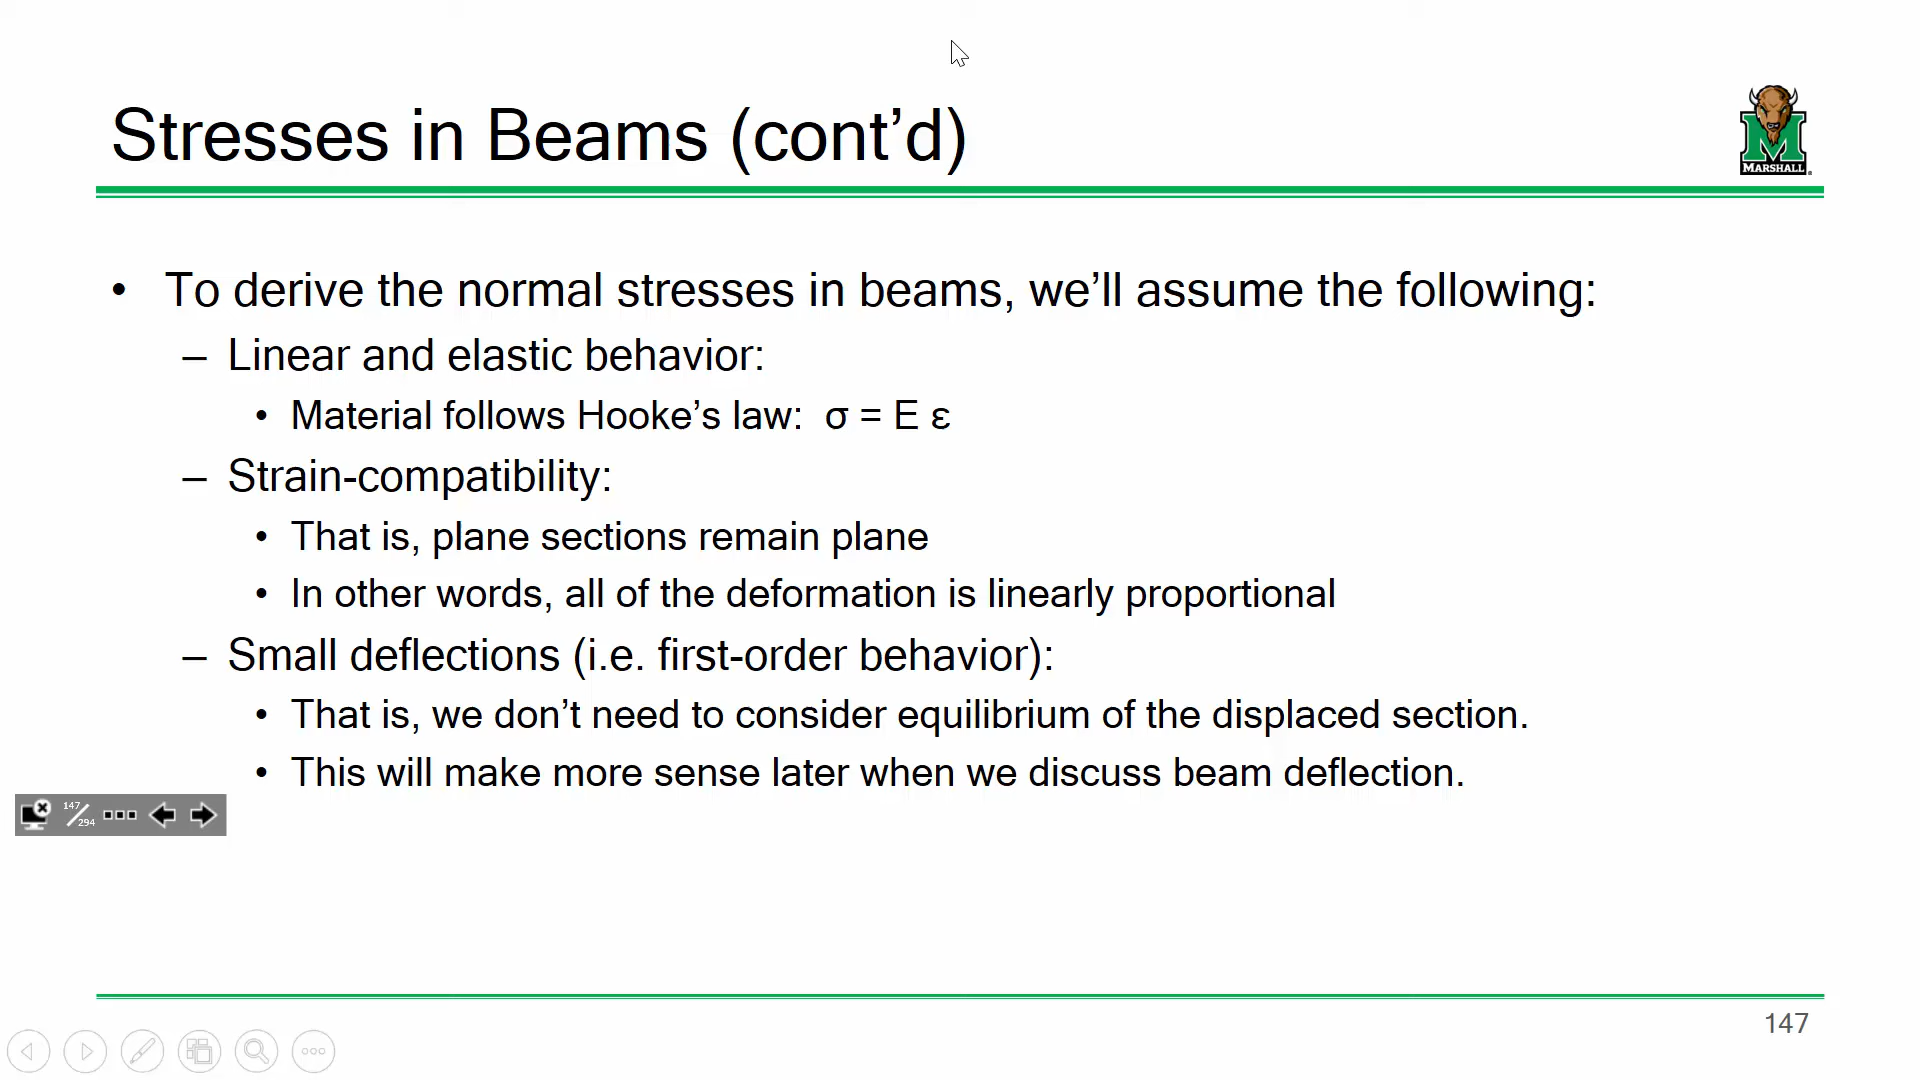 Stresses in Beams (cont’d)
MARSHALL
• To derive the normal stresses in beams, we’ll assume the following:
– Linear and elastic behavior:
• Material follows Hooke’s law:  σ = E ε
– Strain-compatibility:
• That is, plane sections remain plane
• In other words, all of the deformation is linearly proportional
– Small deflections (i.e. first-order behavior):
• That is, we don’t need to consider equilibrium of the displaced section.
• This will make more sense later when we discuss beam deflection.
147/294
147